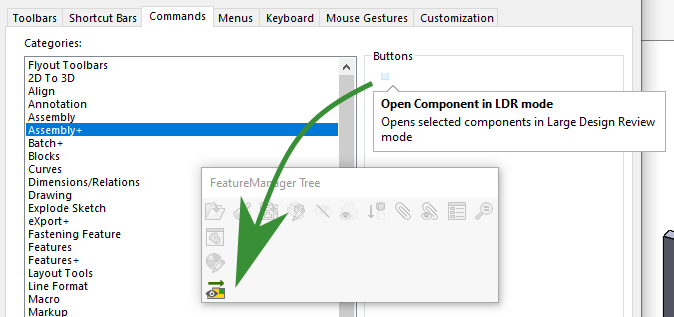 Toolbars Shortcut Bars Commands Menus Keyboard Mouse Gestures Customization
Categories:
Buttons
Flyout Toolbars
2D To 3D
Align
Annotation
Assembly
Assembly+
Batch+
Blocks
Curves
Dimensions/Relations
Drawing
Explode Sketch
eXport+
Fastening Feature
Features
Features+
Layout Tools
Line Format
Macro
Markup
Open Component in LDR mode
Opens selected components in Large Design Review
mode
FeatureManager Tree